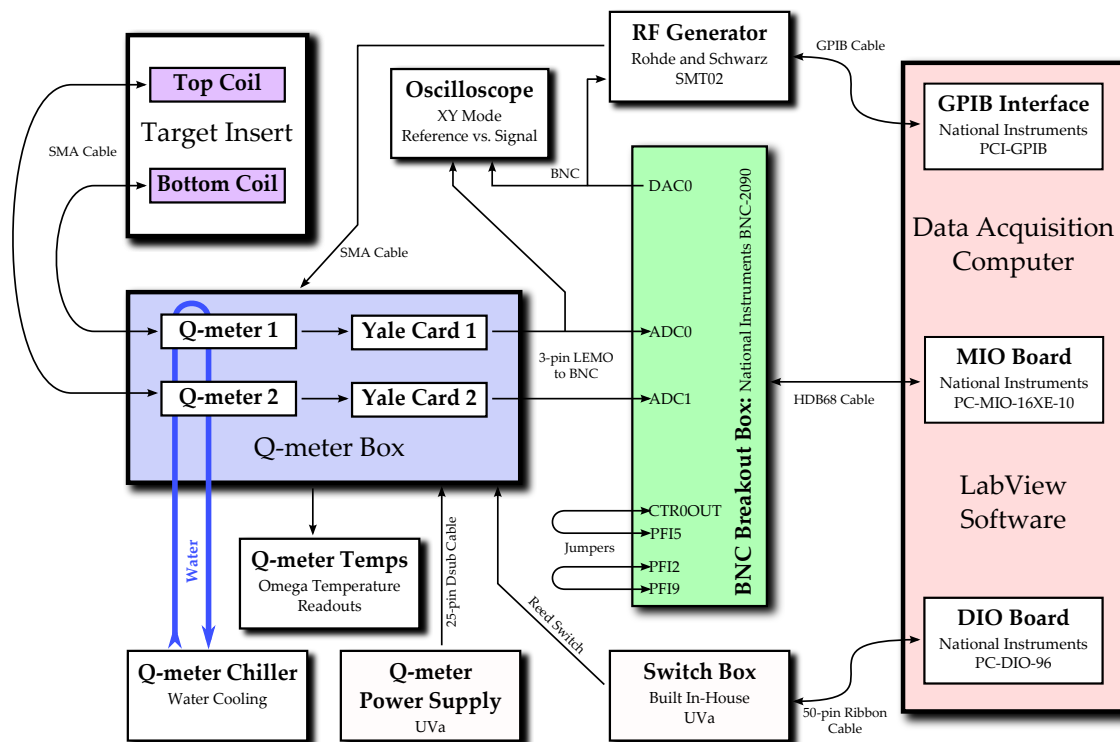 RF Generator
Rohde and Schwarz
SMT02
GPIB Cable
Top Coil
Target Insert
Bottom Coil
SMA Cable
Oscilloscope
XY Mode
Reference vs. Signal
BNC
SMA Cable
GPIB Interface
National Instruments
PCI-GPIB
Data Acquisition
Computer
MIO Board
National Instruments
PC-MIO-16XE-10
LabView
Software
DIO Board
National Instruments
PC-DIO-96
DAC0
ADC0
ADC1
CTR0OUT
PFI5
PFI2
PFI9
BNC Breakout Box: National Instruments BNC-2090
HDB68 Cable
Jumpers
3-pin LEMO
to BNC
Q-meter 1
Yale Card 1
Q-meter 2
Yale Card 2
Q-meter Box
Water
Q-meter Temps
Omega Temperature
Readouts
25-pin Dsub Cable
Reed Switch
Q-meter Chiller
Water Cooling
Q-meter
Power Supply
UVa
Switch Box
Built In-House
UVa
50-pin Ribbon
Cable